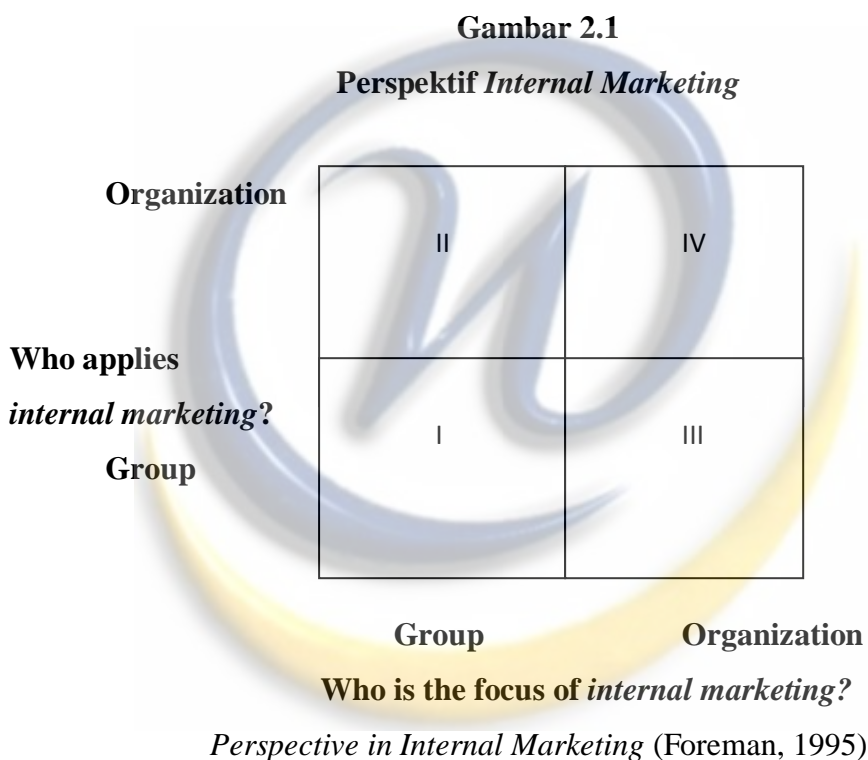 Gambar 2.1
Perspektif Internal Marketing
Organization
II
IV
Who applies
internal marketing?
I
III
Group
Group
Organization
Who is the focus of internal marketing?
Perspective in Internal Marketing (Foreman, 1995)